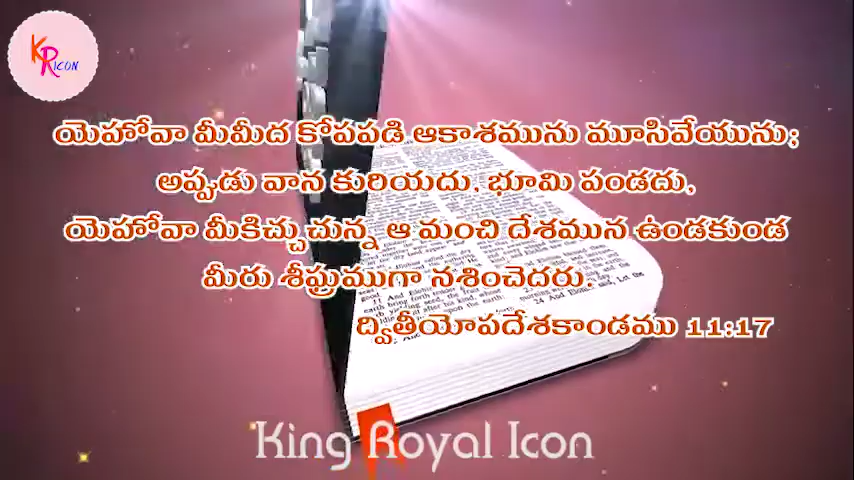 KRICON
యెహోవా మీమీద కోపపడి ఆకాశమును మూసివేయును;
అప్పుడు వాన కురియదు. భూమి పండదు,
యెహోవా మీకిచ్చుచున్న ఆ మంచి దేశమున ఉండకుండ
మీరు శీఘ్రముగా నశించెదరు.
ద్వితీయోపదేశకాండము 11:17
King Royal Icon